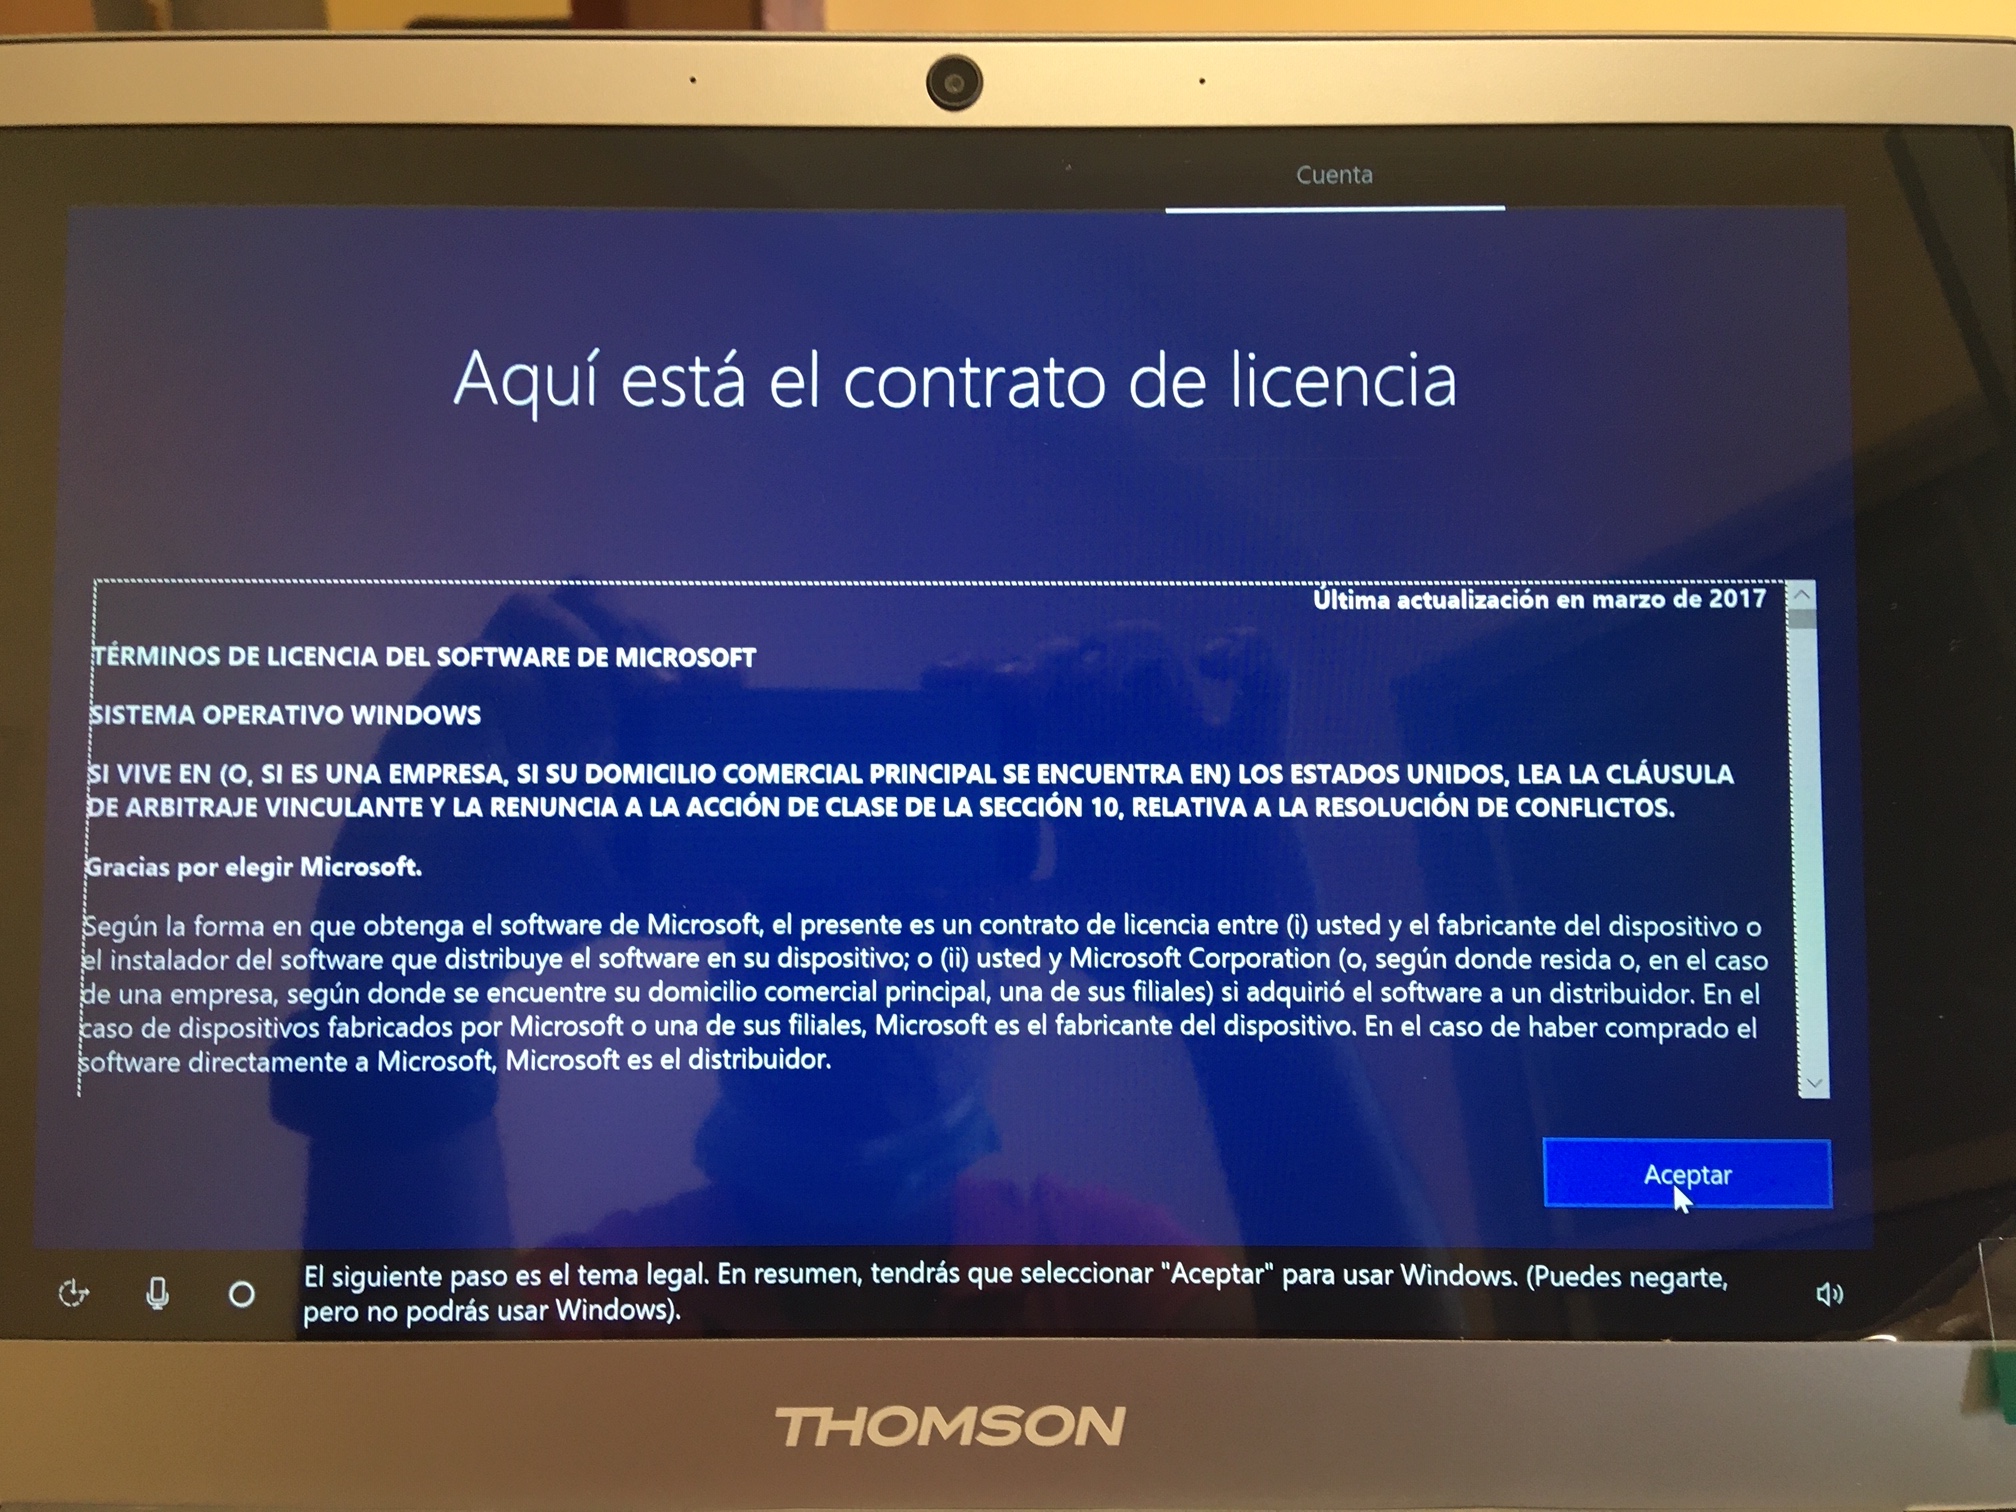 Cuenta
Aquí está el contrato de licencia
Última actualización en marzo de 2017
TÉRMINOS DE LICENCIA DEL SOFTWARE DE MICROSOFT
SISTEMA OPERATIVO WINDOWS
SI VIVE EN (O, SI ES UNA EMPRESA, SI SU DOMICILIO COMERCIAL PRINCIPAL SE ENCUENTRA EN) LOS ESTADOS UNIDOS, LEA LA CLÁUSULA
DE ARBITRAJE VINCULANTE Y LA RENUNCIA A LA ACCIÓN DE CLASE DE LA SECCIÓN 10, RELATIVA A LA RESOLUCIÓN DE CONFLICTOS.
Gracias por elegir Microsoft.
Según la forma en que obtenga el software de Microsoft, el presente es un contrato de licencia entre (i) usted y el fabricante del dispositivo o
el instalador del software que distribuye el software en su dispositivo; o (ii) usted y Microsoft Corporation (o, según donde resida o, en el caso
de una empresa, según donde se encuentre su domicilio comercial principal, una de sus filiales) si adquirió el software a un distribuidor. En el
caso de dispositivos fabricados por Microsoft o una de sus filiales, Microsoft es el fabricante del dispositivo. En el caso de haber comprado el
software directamente a Microsoft, Microsoft es el distribuidor.
Aceptar
El siguiente paso es el tema legal. En resumen, tendrás que seleccionar "Aceptar" para usar Windows. (Puedes negarte,
pero no podrás usar Windows).
THOMSON